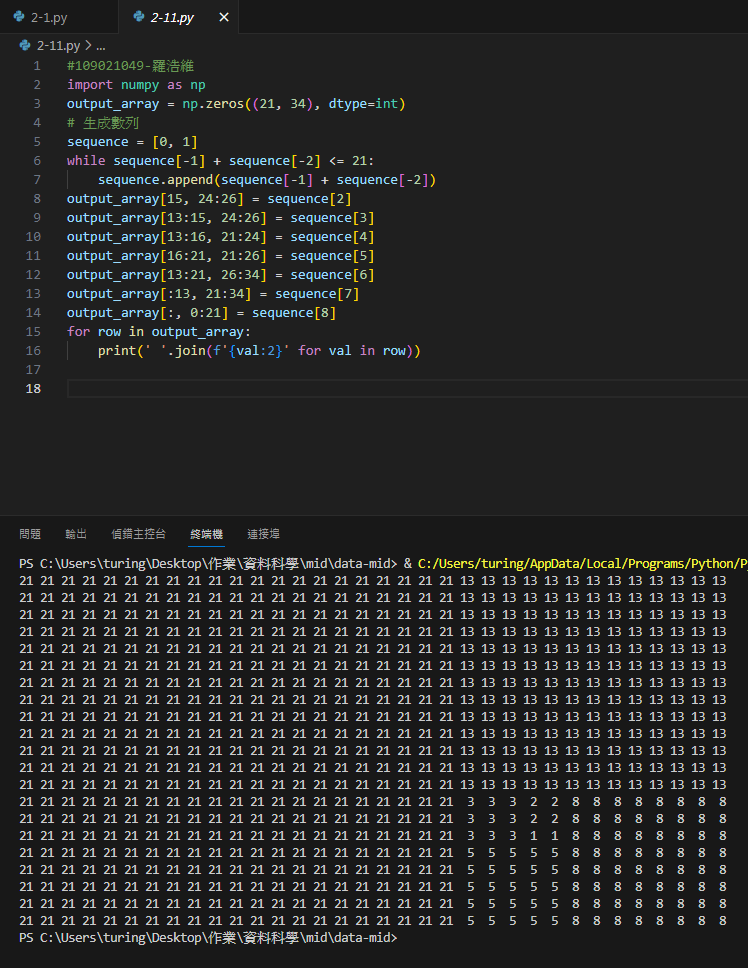 2-1.py 2-11.py ×
2-11.py > ...
1 #109021049-羅浩維
2 import numpy as np
3 output_array = np.zeros((21, 34), dtype=int)
4 # 生成數列
5 sequence = [0, 1]
6 while sequence[-1] + sequence[-2] <= 21:
7     sequence.append(sequence[-1] + sequence[-2])
8 output_array[15, 24:26] = sequence[2]
9 output_array[13:15, 24:26] = sequence[3]
10 output_array[13:16, 21:24] = sequence[4]
11 output_array[16:21, 21:26] = sequence[5]
12 output_array[13:21, 26:34] = sequence[6]
13 output_array[:13, 21:34] = sequence[7]
14 output_array[:, 0:21] = sequence[8]
15 for row in output_array:
16     print(' '.join(f'{val:2}' for val in row))
17
18
問題 輸出 偵錯主控台 終端機 連接埠
PS C:\Users\turing\Desktop\作業\資料科學\mid\data-mid> & C:/Users/turing/AppData/Local/Programs/Python/P
21 21 21 21 21 21 21 21 21 21 21 21 21 21 21 21 21 21 21 21 21 13 13 13 13 13 13 13 13 13 13 13 13 13
21 21 21 21 21 21 21 21 21 21 21 21 21 21 21 21 21 21 21 21 21 13 13 13 13 13 13 13 13 13 13 13 13 13
21 21 21 21 21 21 21 21 21 21 21 21 21 21 21 21 21 21 21 21 21 13 13 13 13 13 13 13 13 13 13 13 13 13
21 21 21 21 21 21 21 21 21 21 21 21 21 21 21 21 21 21 21 21 21 13 13 13 13 13 13 13 13 13 13 13 13 13
21 21 21 21 21 21 21 21 21 21 21 21 21 21 21 21 21 21 21 21 21 13 13 13 13 13 13 13 13 13 13 13 13 13
21 21 21 21 21 21 21 21 21 21 21 21 21 21 21 21 21 21 21 21 21 13 13 13 13 13 13 13 13 13 13 13 13 13
21 21 21 21 21 21 21 21 21 21 21 21 21 21 21 21 21 21 21 21 21 13 13 13 13 13 13 13 13 13 13 13 13 13
21 21 21 21 21 21 21 21 21 21 21 21 21 21 21 21 21 21 21 21 21 13 13 13 13 13 13 13 13 13 13 13 13 13
21 21 21 21 21 21 21 21 21 21 21 21 21 21 21 21 21 21 21 21 21 13 13 13 13 13 13 13 13 13 13 13 13 13
21 21 21 21 21 21 21 21 21 21 21 21 21 21 21 21 21 21 21 21 21 13 13 13 13 13 13 13 13 13 13 13 13 13
21 21 21 21 21 21 21 21 21 21 21 21 21 21 21 21 21 21 21 21 21 13 13 13 13 13 13 13 13 13 13 13 13 13
21 21 21 21 21 21 21 21 21 21 21 21 21 21 21 21 21 21 21 21 21 13 13 13 13 13 13 13 13 13 13 13 13 13
21 21 21 21 21 21 21 21 21 21 21 21 21 21 21 21 21 21 21 21 21 13 13 13 13 13 13 13 13 13 13 13 13 13
21 21 21 21 21 21 21 21 21 21 21 21 21 21 21 21 21 21 21 21 21  3  3  3  2  2  8  8  8  8  8  8  8  8
21 21 21 21 21 21 21 21 21 21 21 21 21 21 21 21 21 21 21 21 21  3  3  3  2  2  8  8  8  8  8  8  8  8
21 21 21 21 21 21 21 21 21 21 21 21 21 21 21 21 21 21 21 21 21  3  3  3  1  1  8  8  8  8  8  8  8  8
21 21 21 21 21 21 21 21 21 21 21 21 21 21 21 21 21 21 21 21 21  5  5  5  5  5  8  8  8  8  8  8  8  8
21 21 21 21 21 21 21 21 21 21 21 21 21 21 21 21 21 21 21 21 21  5  5  5  5  5  8  8  8  8  8  8  8  8
21 21 21 21 21 21 21 21 21 21 21 21 21 21 21 21 21 21 21 21 21  5  5  5  5  5  8  8  8  8  8  8  8  8
21 21 21 21 21 21 21 21 21 21 21 21 21 21 21 21 21 21 21 21 21  5  5  5  5  5  8  8  8  8  8  8  8  8
21 21 21 21 21 21 21 21 21 21 21 21 21 21 21 21 21 21 21 21 21  5  5  5  5  5  8  8  8  8  8  8  8  8
PS C:\Users\turing\Desktop\作業\資料科學\mid\data-mid>